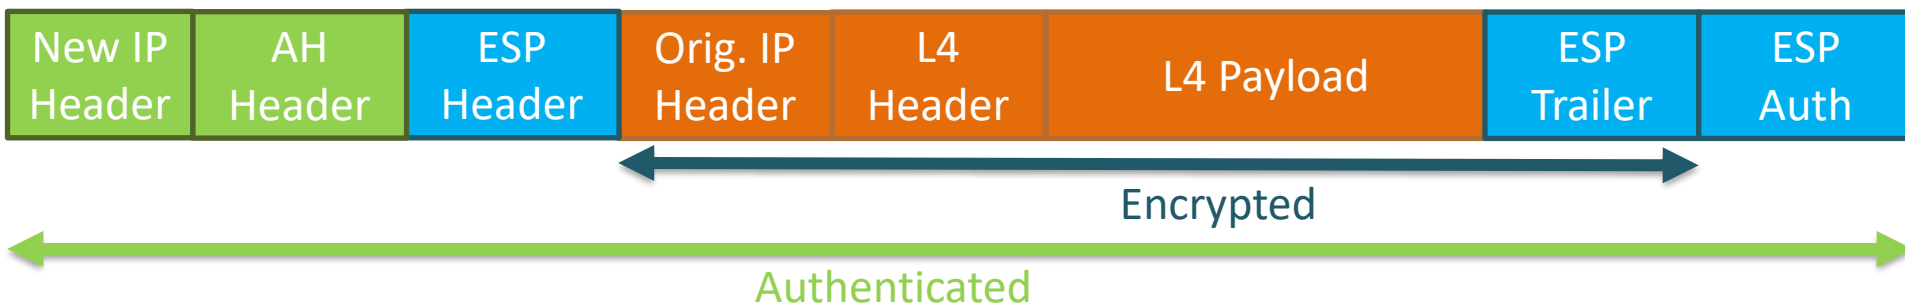 New IP
Header
AH
Header
ESP
Header
Orig. IP
Header
L4
Header
L4 Payload
ESP
Trailer
ESP
Auth
Encrypted
Authenticated